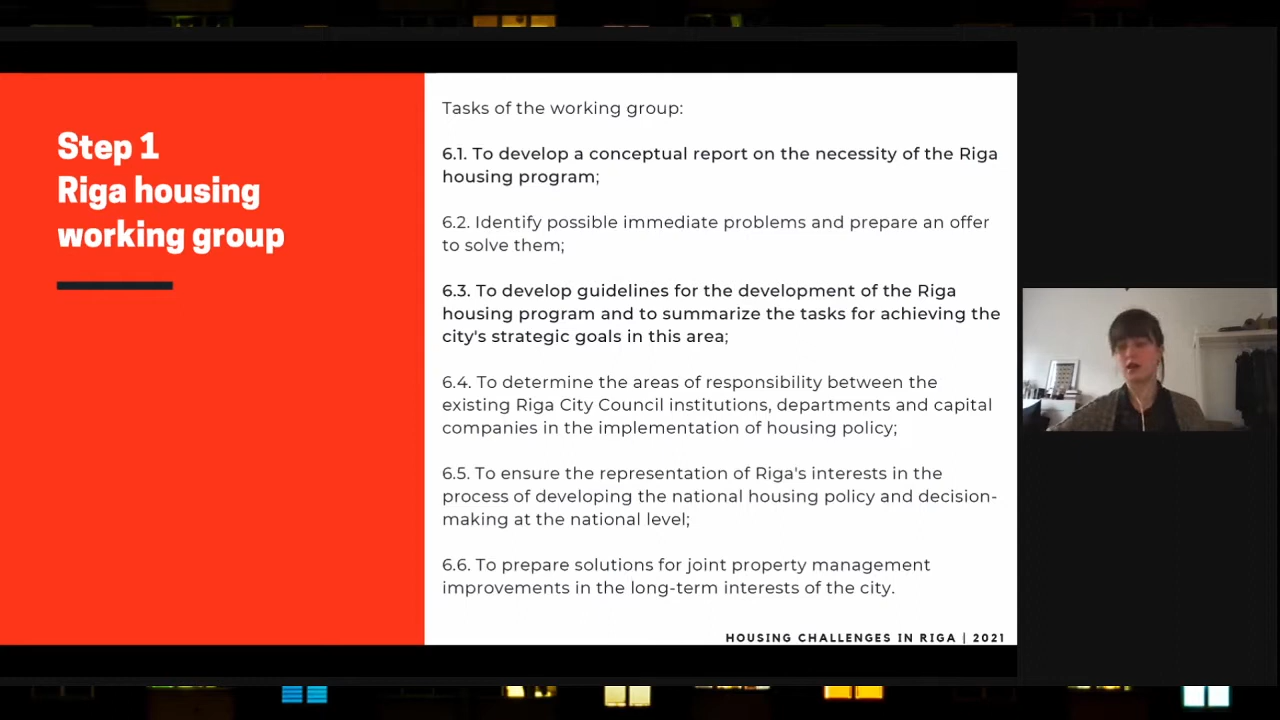 Step 1
Riga housing
working group
Tasks of the working group:
6.1. To develop a conceptual report on the necessity of the Riga
housing program;
6.2. Identify possible immediate problems and prepare an offer
to solve them;
6.3. To develop guidelines for the development of the Riga
housing program and to summarize the tasks for achieving the
city's strategic goals in this area;
6.4. To determine the areas of responsibility between the
existing Riga City Council institutions, departments and capital
companies in the implementation of housing policy;
6.5. To ensure the representation of Riga's interests in the
process of developing the national housing policy and decision-
making at the national level;
6.6. To prepare solutions for joint property management
improvements in the long-term interests of the city.
HOUSING CHALLENGES IN RIGA | 2021